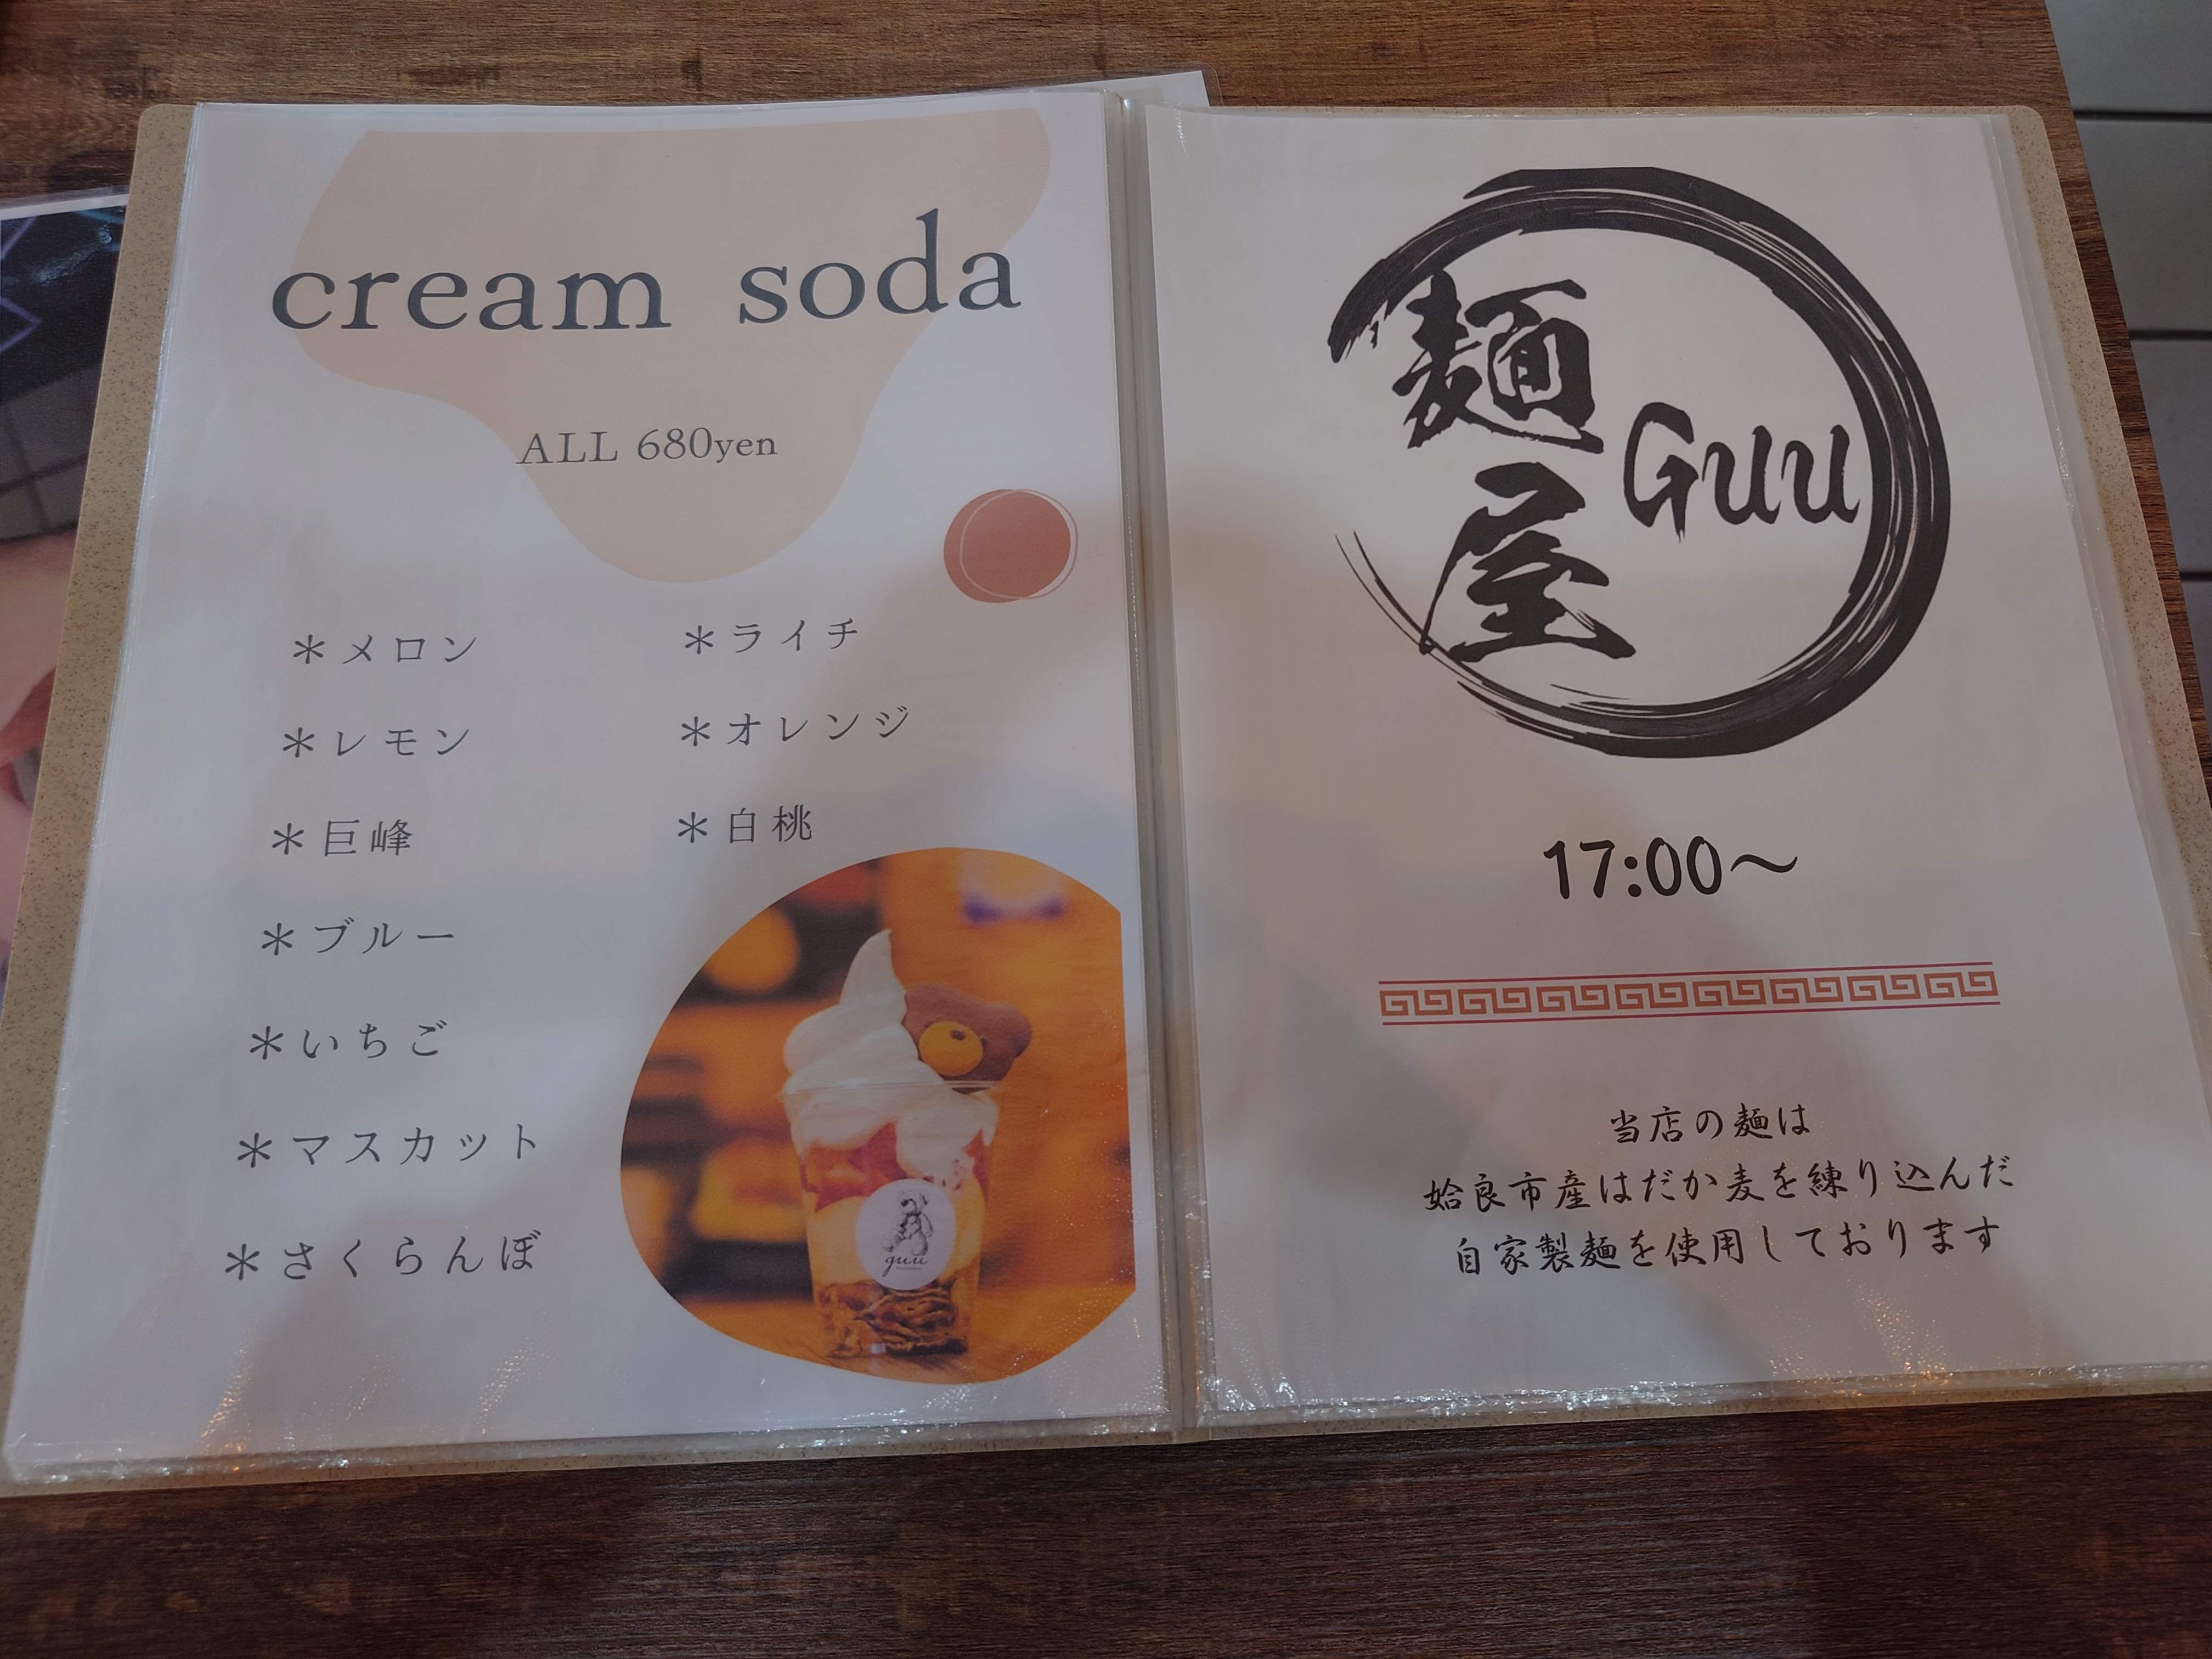 cream soda
ALL 680yen
＊メロン
＊レモン
＊巨峰
＊ブルー
＊いちご
＊マスカット
＊さくらんぼ
＊ライチ
＊オレンジ
＊白桃
guu
麺屋
Guu
17:00〜
当店の麺は
姶良市産はだか麦を練り込んだ
自家製麺を使用しております